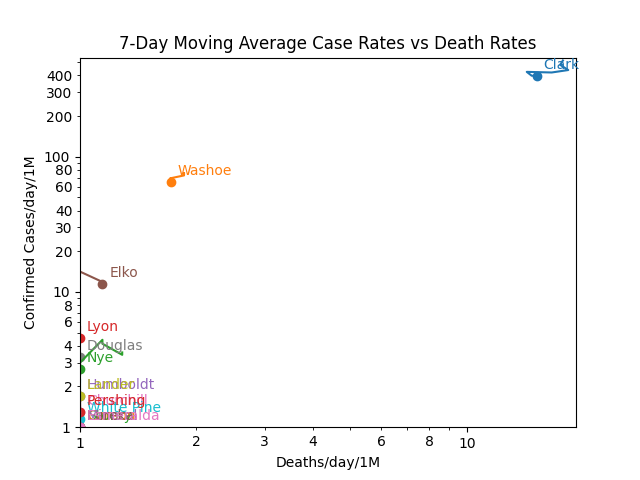 7-Day Moving Average Case Rates vs Death Rates
Clark
Washoe
Elko
Lyon
Douglas
Nye
Humboldt
Pershing
White Pine
Confirmed Cases/day/1M
400
300
200
100
80
60
40
30
20
10
8
6
4
3
2
1
1
2
3
4
6
8
10
Deaths/day/1M